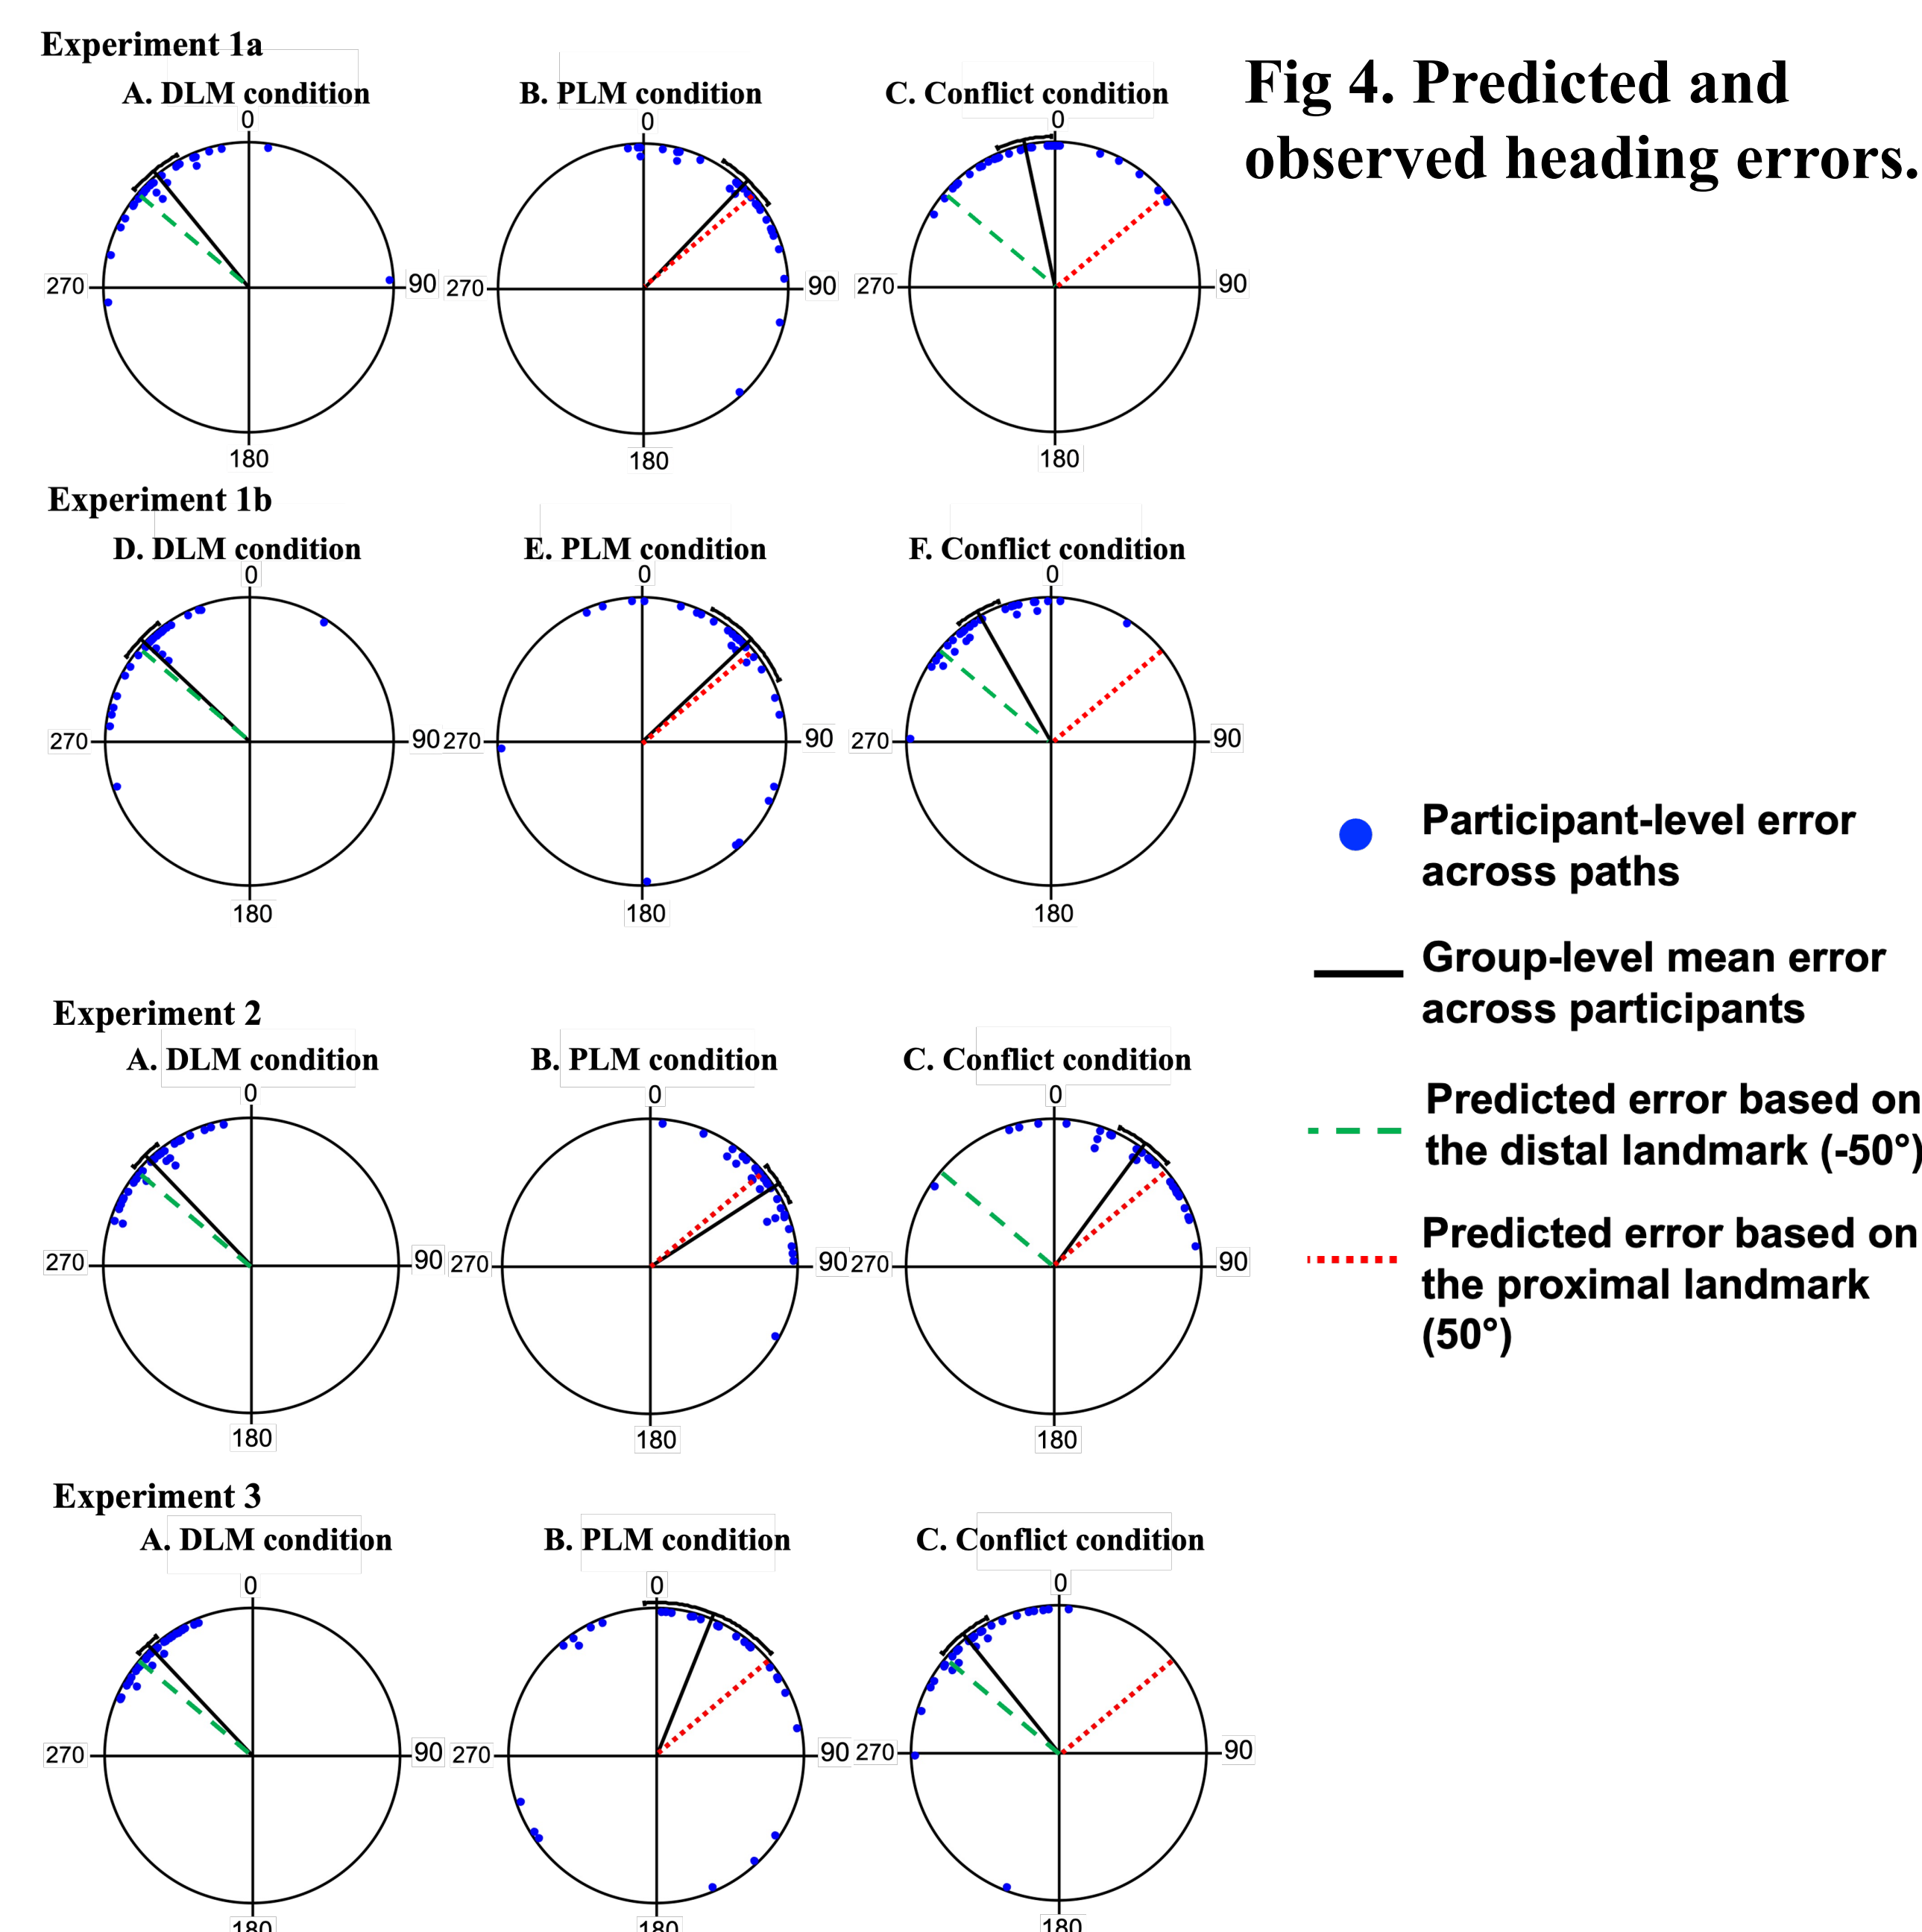 Experiment 1a
Fig 4. Predicted and
observed heading errors.
A. DLM condition
B. PLM condition
C. Conflict condition
0
0
0
270
90
270
90
270
90
180
180
180
Experiment 1b
D. DLM condition
E. PLM condition
F. Conflict condition
0
0
0
270
90
270
90
270
90
180
180
180
Participant-level error
across paths
Group-level mean error
across participants
Predicted error based on
the distal landmark (-50°)
Predicted error based on
the proximal landmark
(50°)
Experiment 2
A. DLM condition
B. PLM condition
C. Conflict condition
0
0
0
270
90
270
90
270
90
180
180
180
Experiment 3
A. DLM condition
B. PLM condition
C. Conflict condition
0
0
0
270
90
270
90
270
90
180
180
180